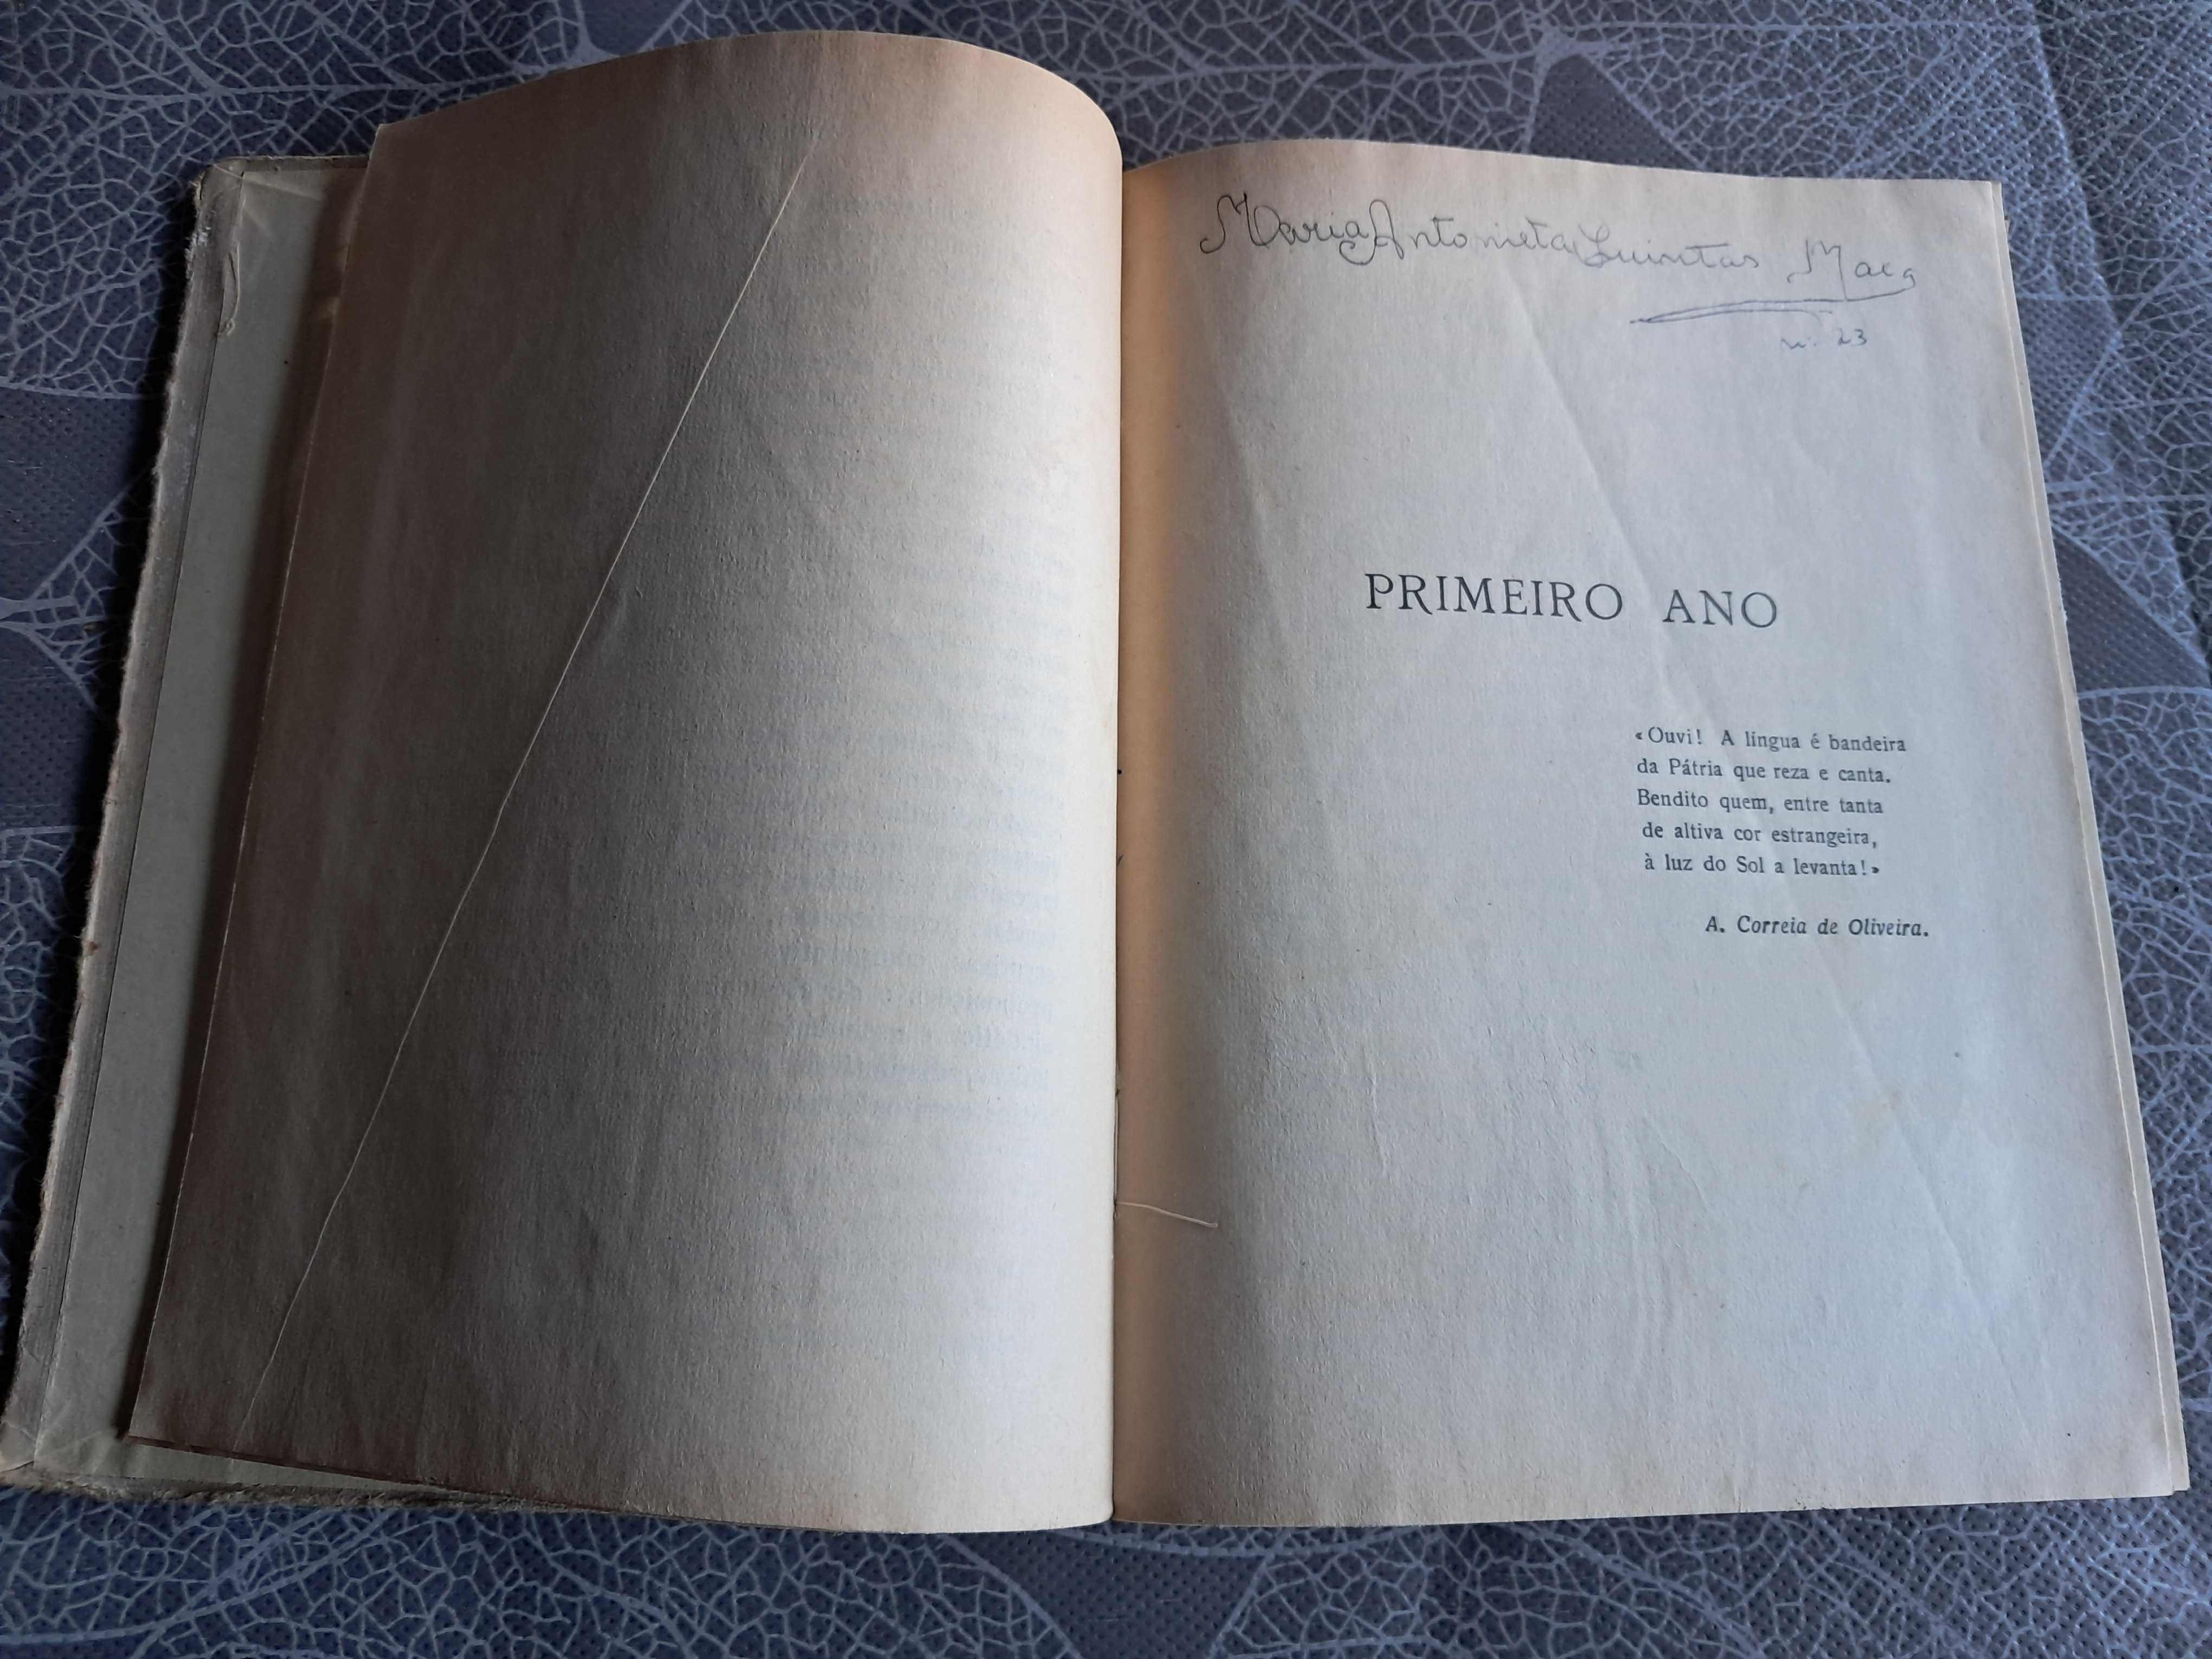 Maria Antonieta Quintas
n.º 23
PRIMEIRO ANO
«Ouvi! A língua é bandeira
da Pátria que reza e canta.
Bendito quem, entre tanta
de altiva cor estrangeira,
à luz do Sol a levanta!»
A. Correia de Oliveira.